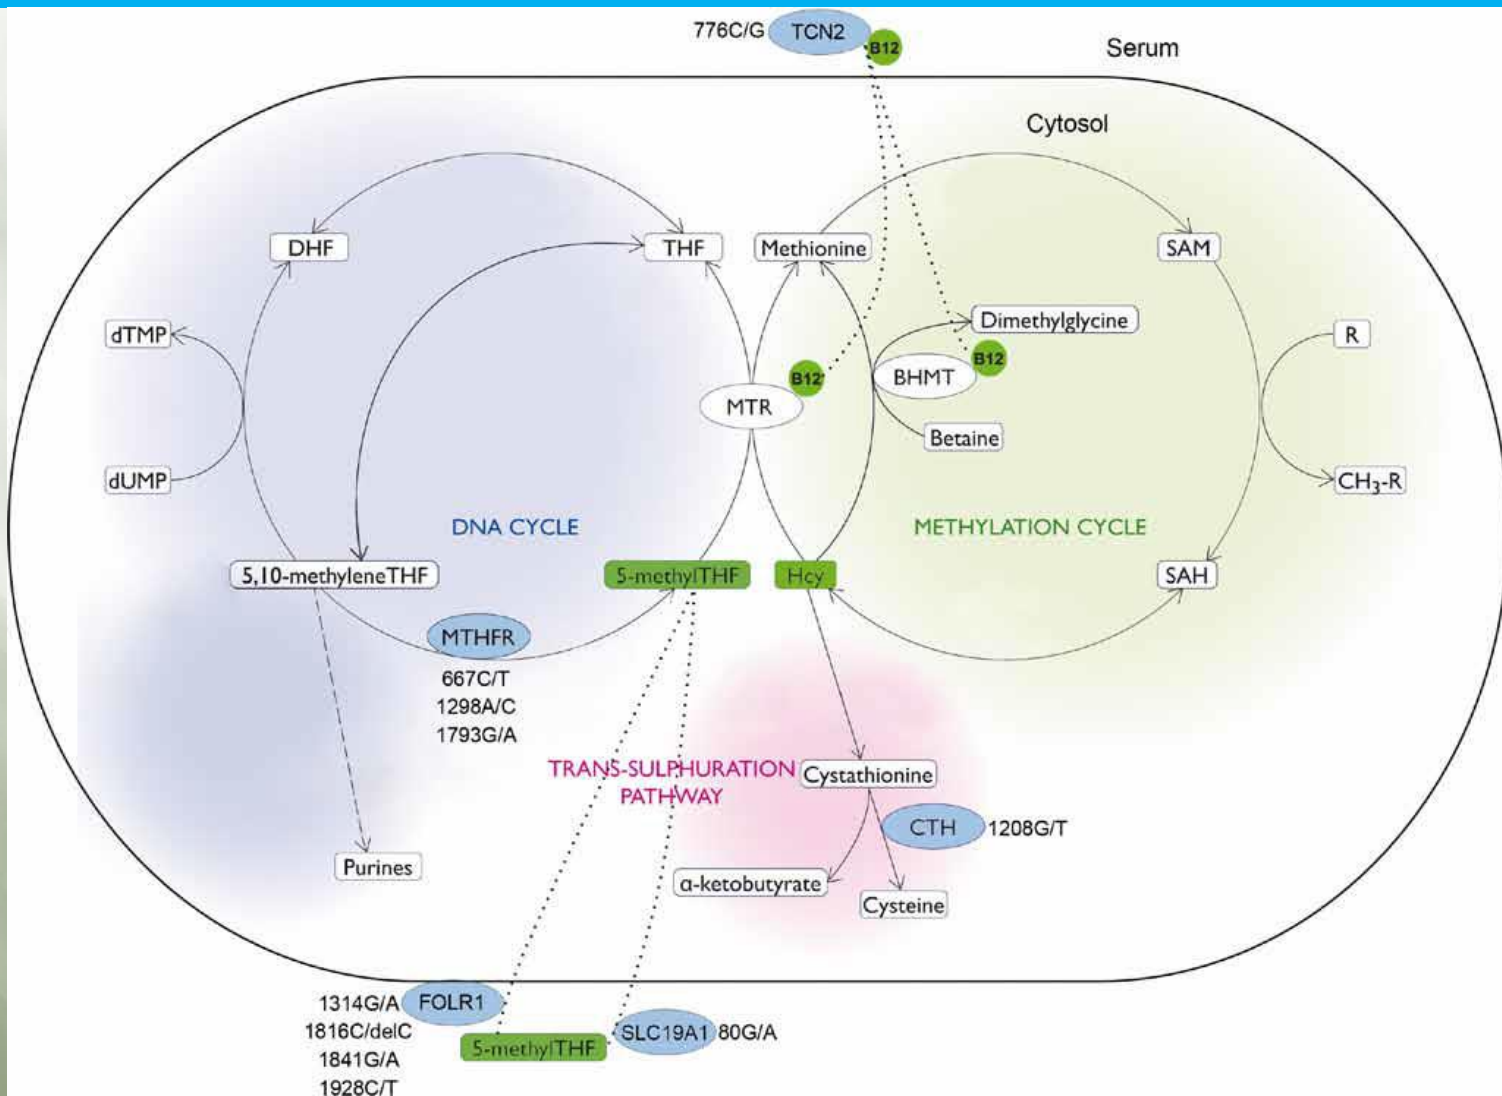 776C/G
TCN2
B12
Serum
Cytosol
DHF
THF
Methionine
SAM
dTMP
Dimethylglycine
R
B12
BHMT
B12
MTR
Betaine
dUMP
CH3-R
DNA CYCLE
METHYLATION CYCLE
5,10-methyleneTHF
5-methylTHF
Hcy
SAH
MTHFR
667C/T
1298A/C
1793G/A
TRANS-SULPHURATION
PATHWAY
Cystathionine
CTH
1208G/T
Purines
α-ketobutyrate
Cysteine
1314G/A
FOLR1
1816C/delC
1841G/A
1928C/T
5-methylTHF
SLC19A1
80G/A